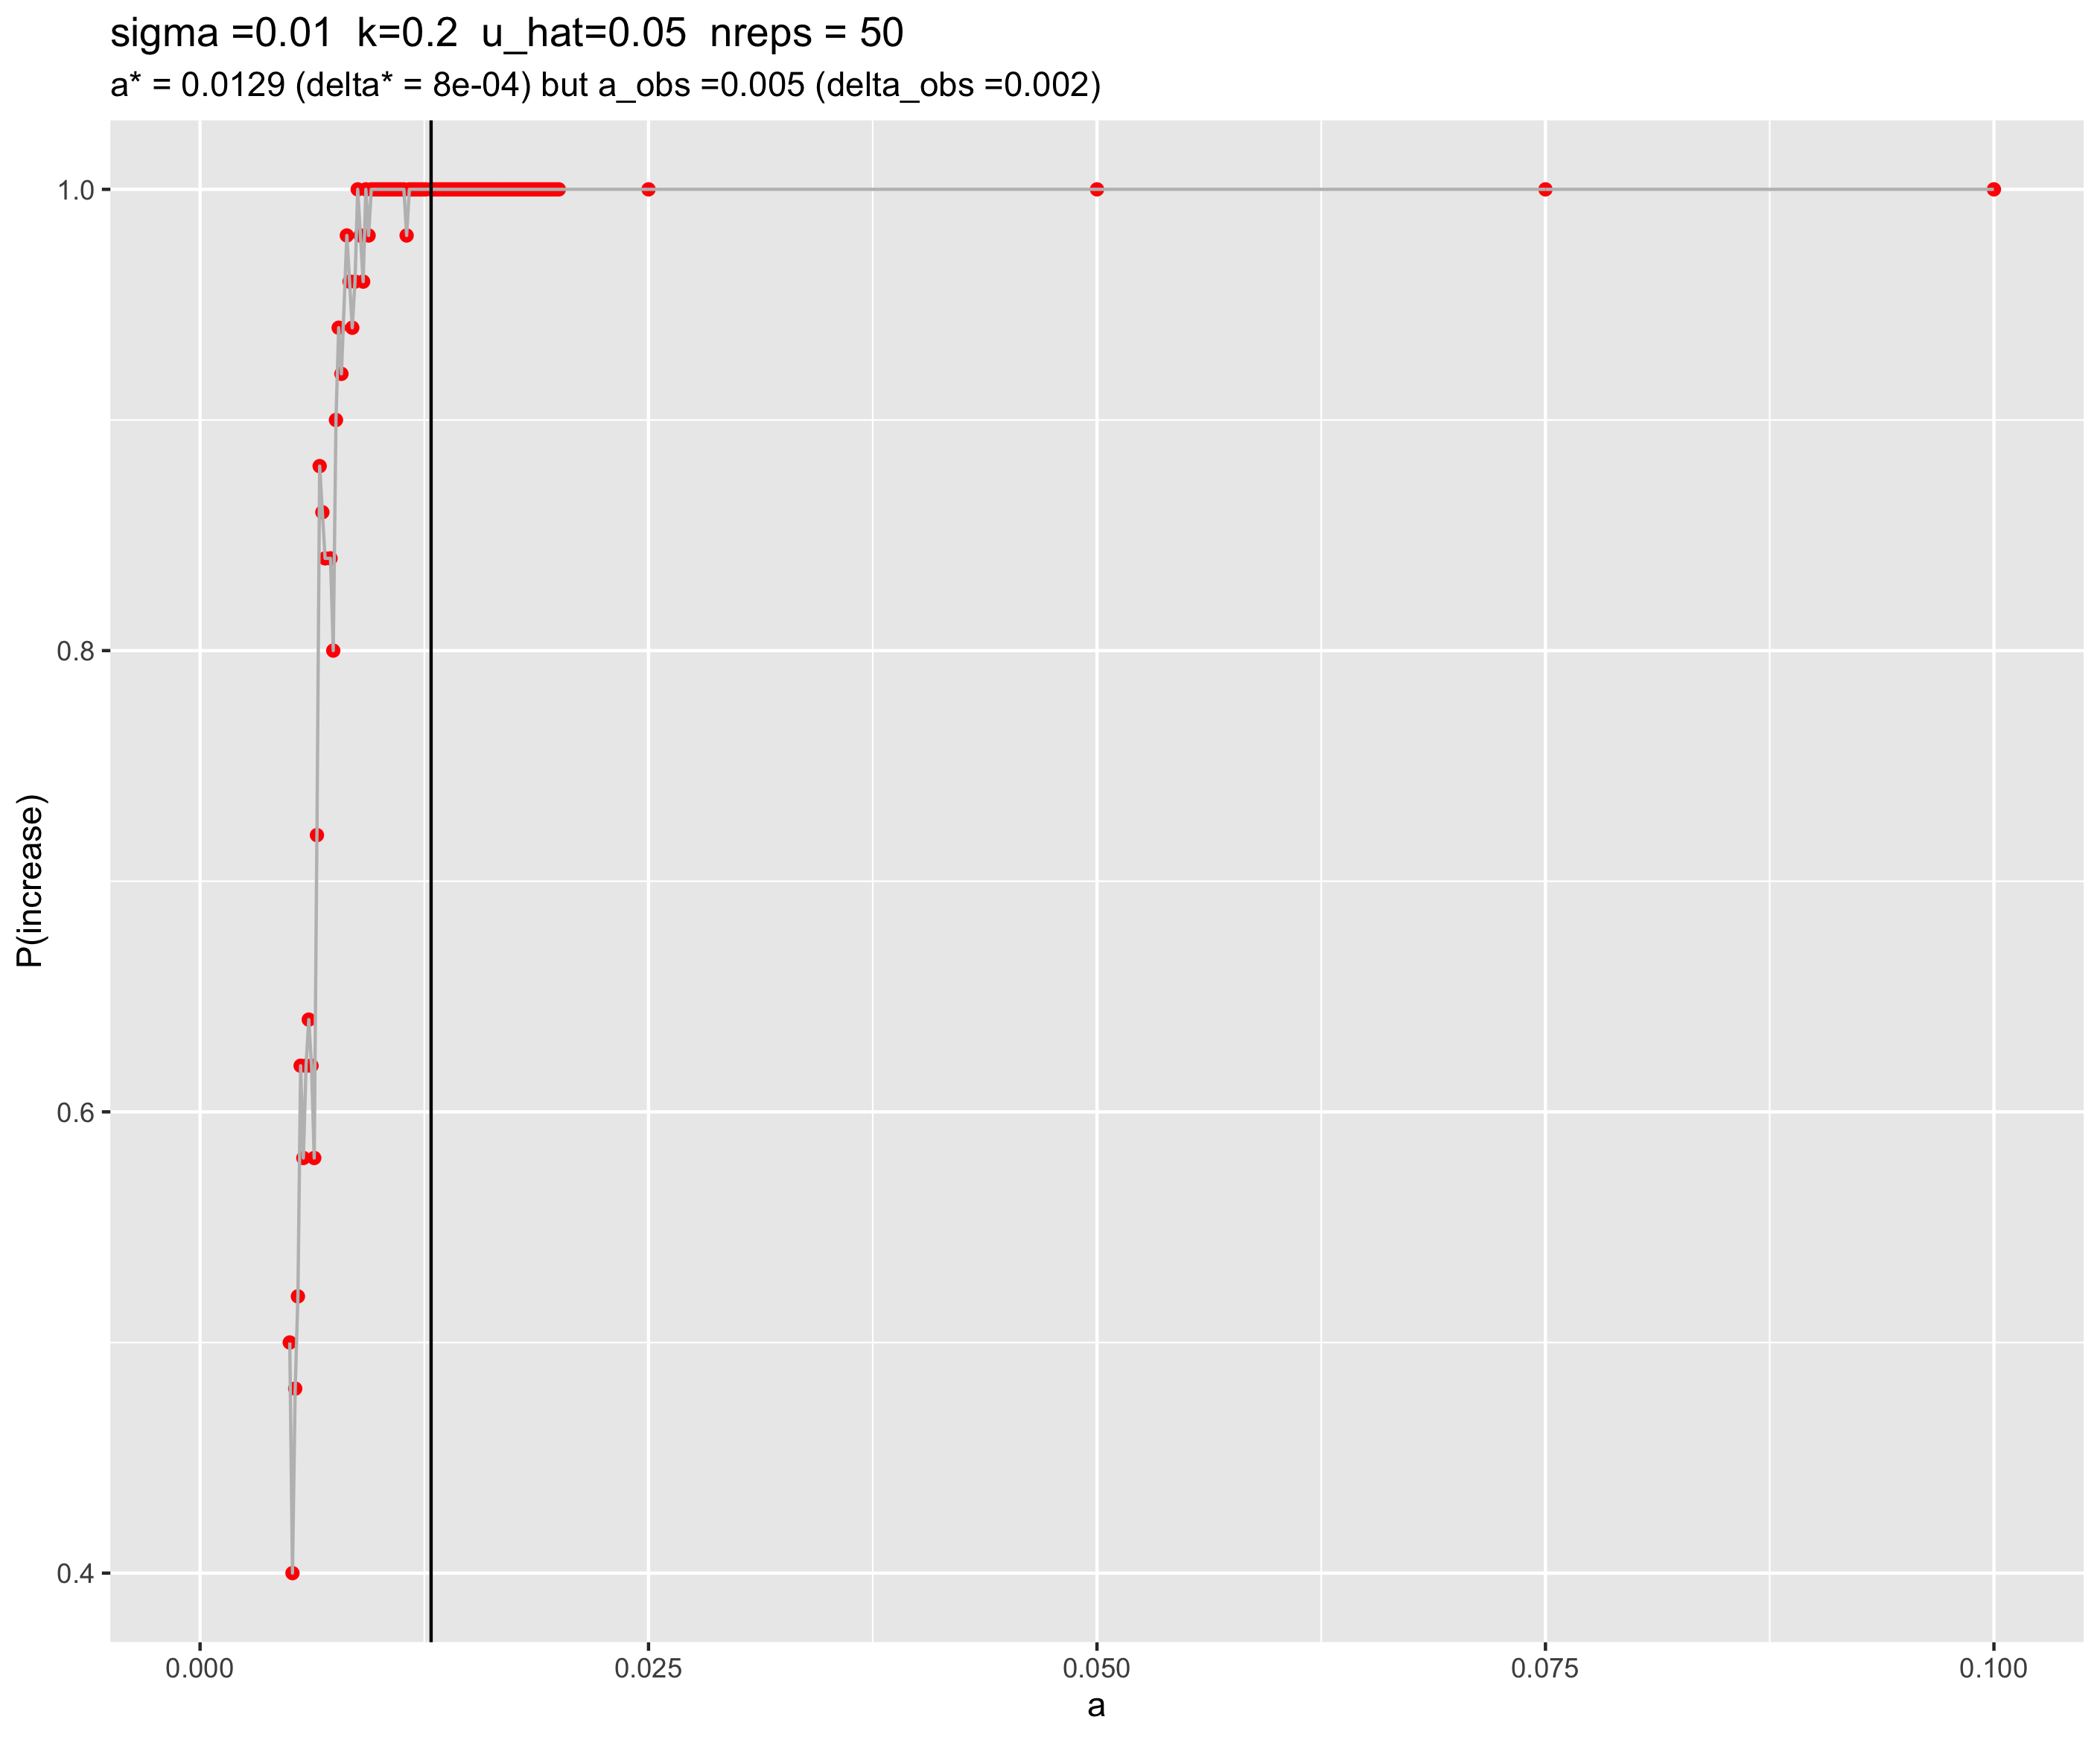 sigma =0.01  k=0.2  u_hat=0.05  nreps = 50
a* = 0.0129 (delta* = 8e-04) but a_obs =0.005 (delta_obs =0.002)
1.0
0.8
P(increase)
0.6
0.4
0.000
0.025
0.050
0.075
0.100
a